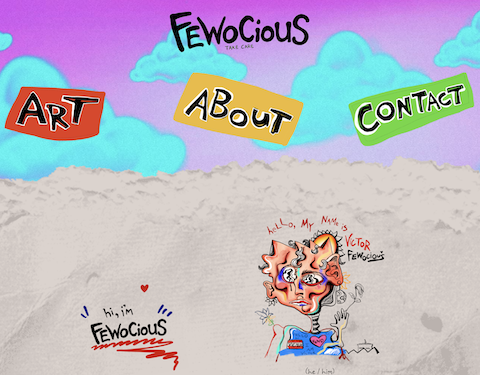 FEWOCiOUS
TAKE CARE
ART
ABOUT
CONTACT
hello, My Name is
VICTOR
FEWOCiOUS
hi, i'm
FEWOCiOUS
(he/him)